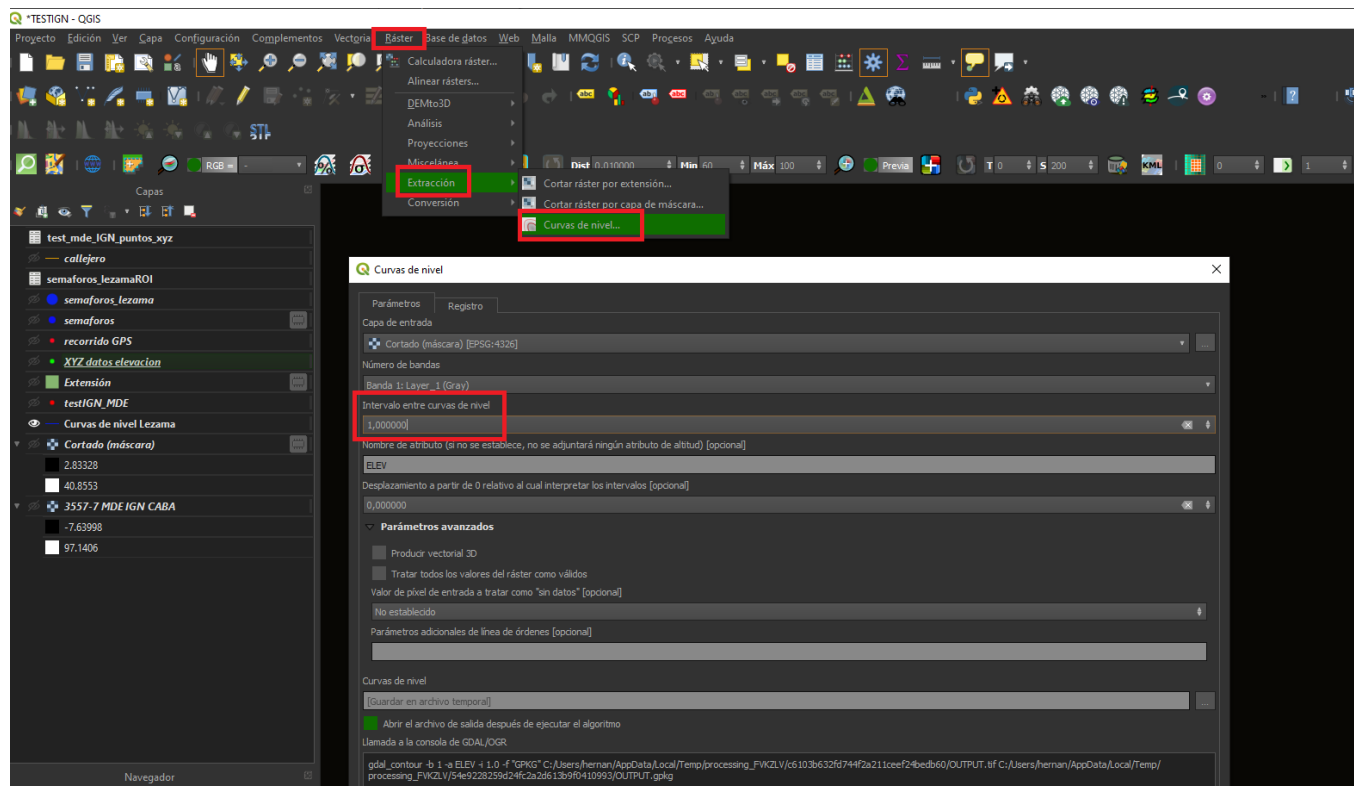 *TESTIGN - QGIS
Proyecto Edición Ver Capa Configuración Complementos Vectorial Ráster Base de datos Web Malla MMQGIS SCP Procesos Ayuda
Calculadora ráster...
Alinear rásters...
DEMto3D
Análisis
Proyecciones
Miscelánea
Extracción
Conversión
Cortar ráster por extensión...
Cortar ráster por capa de máscara...
Curvas de nivel...
STL
RGB = -
Dist 0.010000 Min 60 Máx 100 Previa T 0 S 200 KML 0 1
Capas
test_mde_IGN_puntos_xyz
callejero
semaforos_lezamaROI
semaforos_lezama
semaforos
recorrido GPS
XYZ datos elevacion
Extensión
testIGN_MDE
Curvas de nivel Lezama
Cortado (máscara)
2.83328
40.8553
3557-7 MDE IGN CABA
-7.63998
97.1406
Navegador
Curvas de nivel
Parámetros Registro
Capa de entrada
Cortado (máscara) [EPSG:4326]
Número de bandas
Banda 1: Layer_1 (Gray)
Intervalo entre curvas de nivel
1,000000
Nombre de atributo (si no se establece, no se adjuntará ningún atributo de altitud) [opcional]
ELEV
Desplazamiento a partir de 0 relativo al cual interpretar los intervalos [opcional]
0,000000
Parámetros avanzados
Producir vectorial 3D
Tratar todos los valores del ráster como válidos
Valor de píxel de entrada a tratar como "sin datos" [opcional]
No establecido
Parámetros adicionales de línea de órdenes [opcional]
Curvas de nivel
[Guardar en archivo temporal]
Abrir el archivo de salida después de ejecutar el algoritmo
Llamada a la consola de GDAL/OGR
gdal_contour -b 1 -a ELEV -i 1.0 -f "GPKG" C:/Users/hernan/AppData/Local/Temp/processing_FVKZLV/c6103b632fd744f2a211ceef24bedb60/OUTPUT.tif C:/Users/hernan/AppData/Local/Temp/
processing_FVKZLV/54e9228259d24fc2a2d613b9f0410993/OUTPUT.gpkg